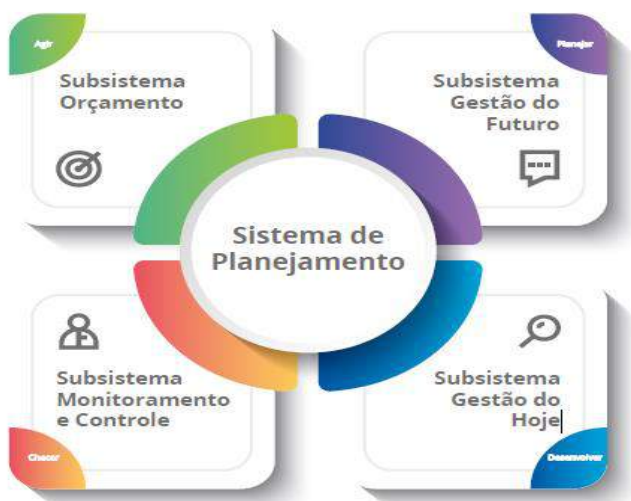 Agir
Subsistema
Orçamento
Planejar
Subsistema
Gestão do
Futuro
Sistema de
Planejamento
Subsistema
Monitoramento
e Controle
Checar
Subsistema
Gestão do
Hoje
Desenvolver